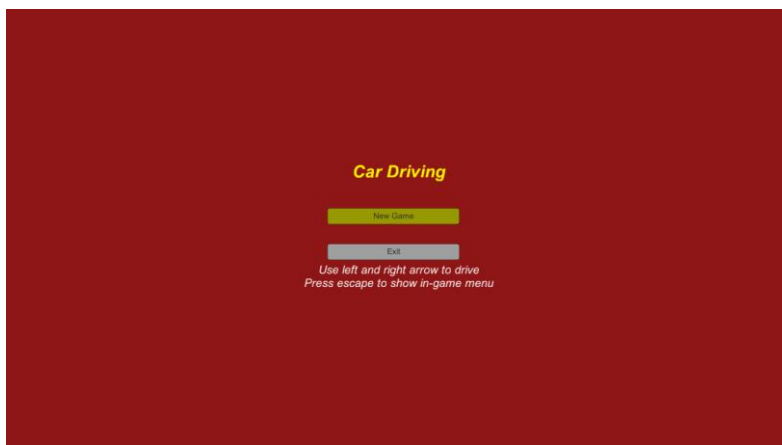 Car Driving
New Game
Exit
Use left and right arrow to drive
Press escape to show in-game menu